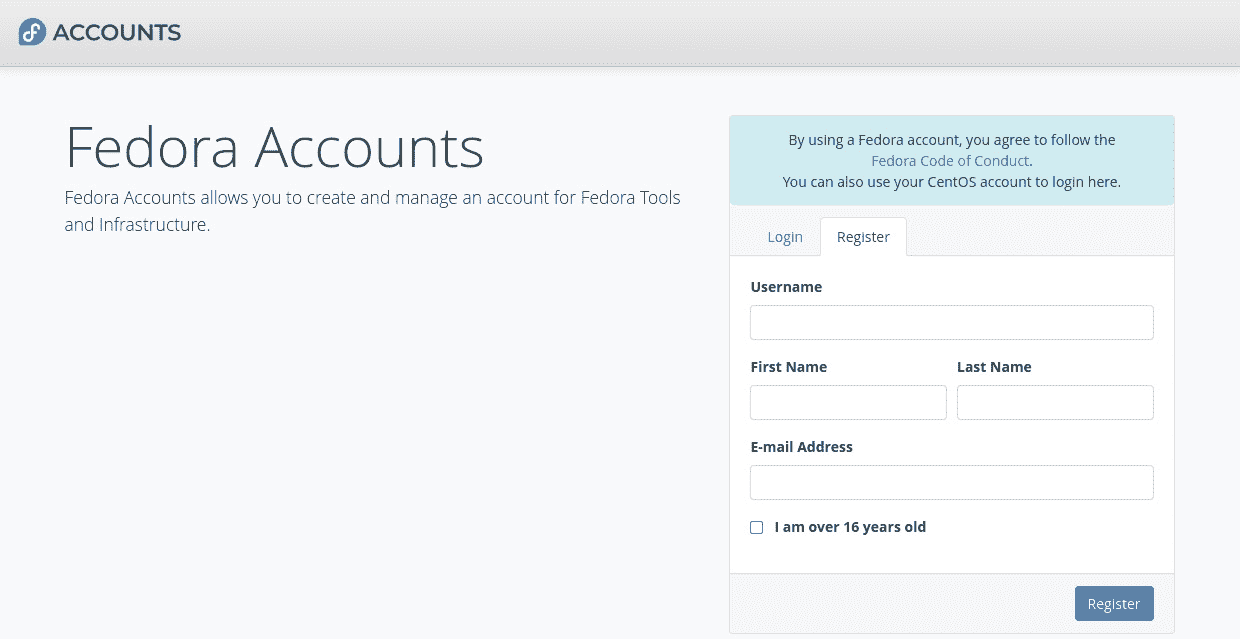 ACCOUNTS
Fedora Accounts
Fedora Accounts allows you to create and manage an account for Fedora Tools
and Infrastructure.
By using a Fedora account, you agree to follow the
Fedora Code of Conduct.
You can also use your CentOS account to login here.
Login Register
Username
First Name Last Name
E-mail Address
I am over 16 years old
Register